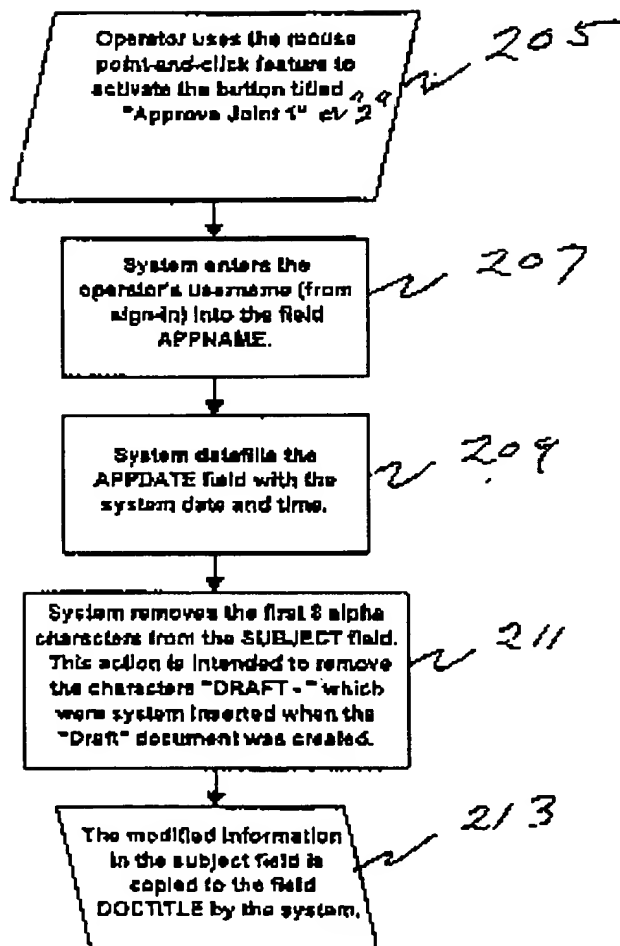 Operator uses the mouse
205
point-and-click feature to
activate the button titled
"Approve Joint 1" or "2"
System enters the
207
operator's username (from
sign-in) into the field
APPNAME.
System datafills the
209
APPDATE field with the
system date and time.
System removes the first 8 alpha
characters from the SUBJECT field.
211
This action is intended to remove
the characters "DRAFT - " which
were system inserted when the
"Draft" document was created.
The modified information
213
in the subject field is
copied to the field
DOCTITLE by the system.